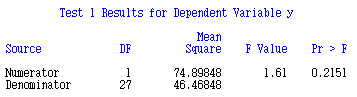 Test 1 Results for Dependent Variable y
Mean
Source DF Square F Value Pr > F
Numerator 1 74.89848 1.61 0.2151
Denominator 27 46.46848